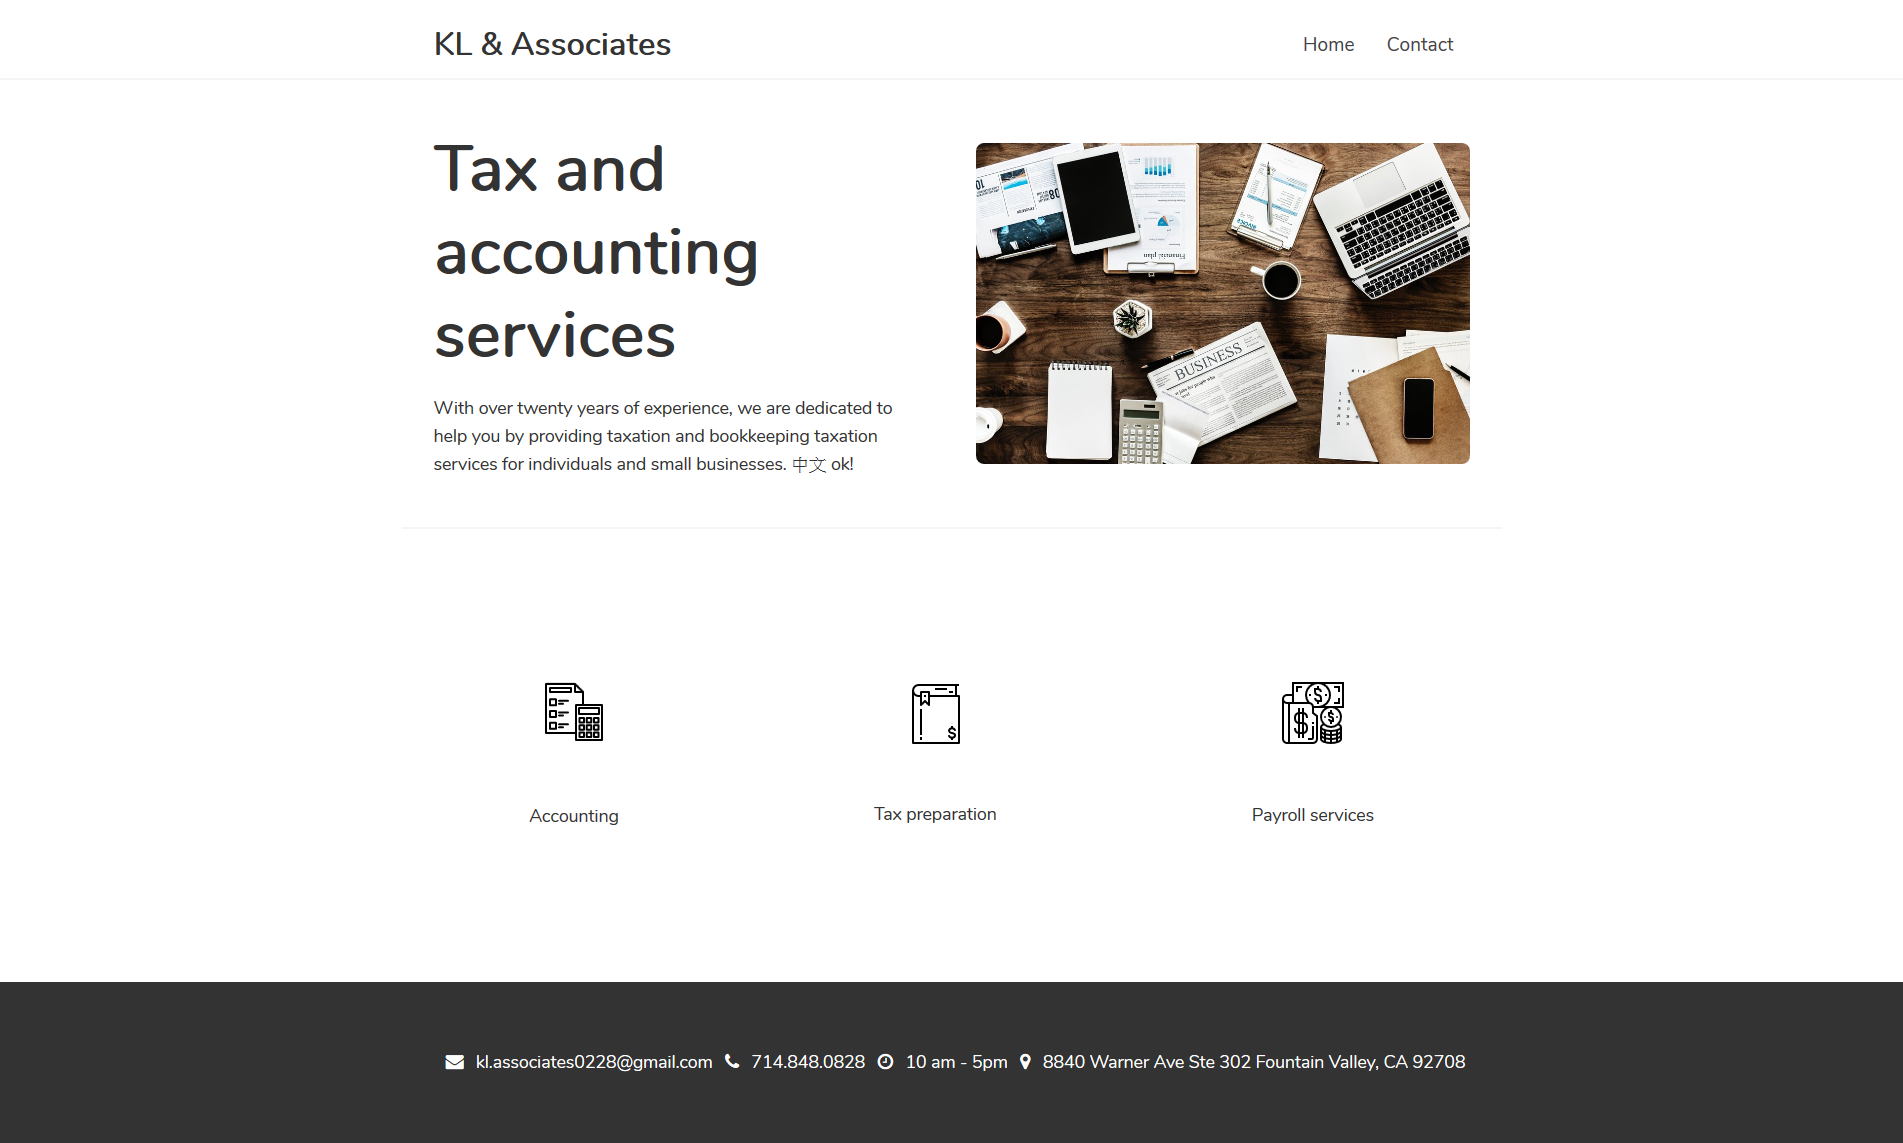 KL & Associates
Home
Contact
Tax and
accounting
services
With over twenty years of experience, we are dedicated to
help you by providing taxation and bookkeeping taxation
services for individuals and small businesses. 中文 ok!
Financial plan
INVOICE
BUSINESS
Accounting
Tax preparation
Payroll services
kl.associates0228@gmail.com 714.848.0828 10 am - 5pm 8840 Warner Ave Ste 302 Fountain Valley, CA 92708